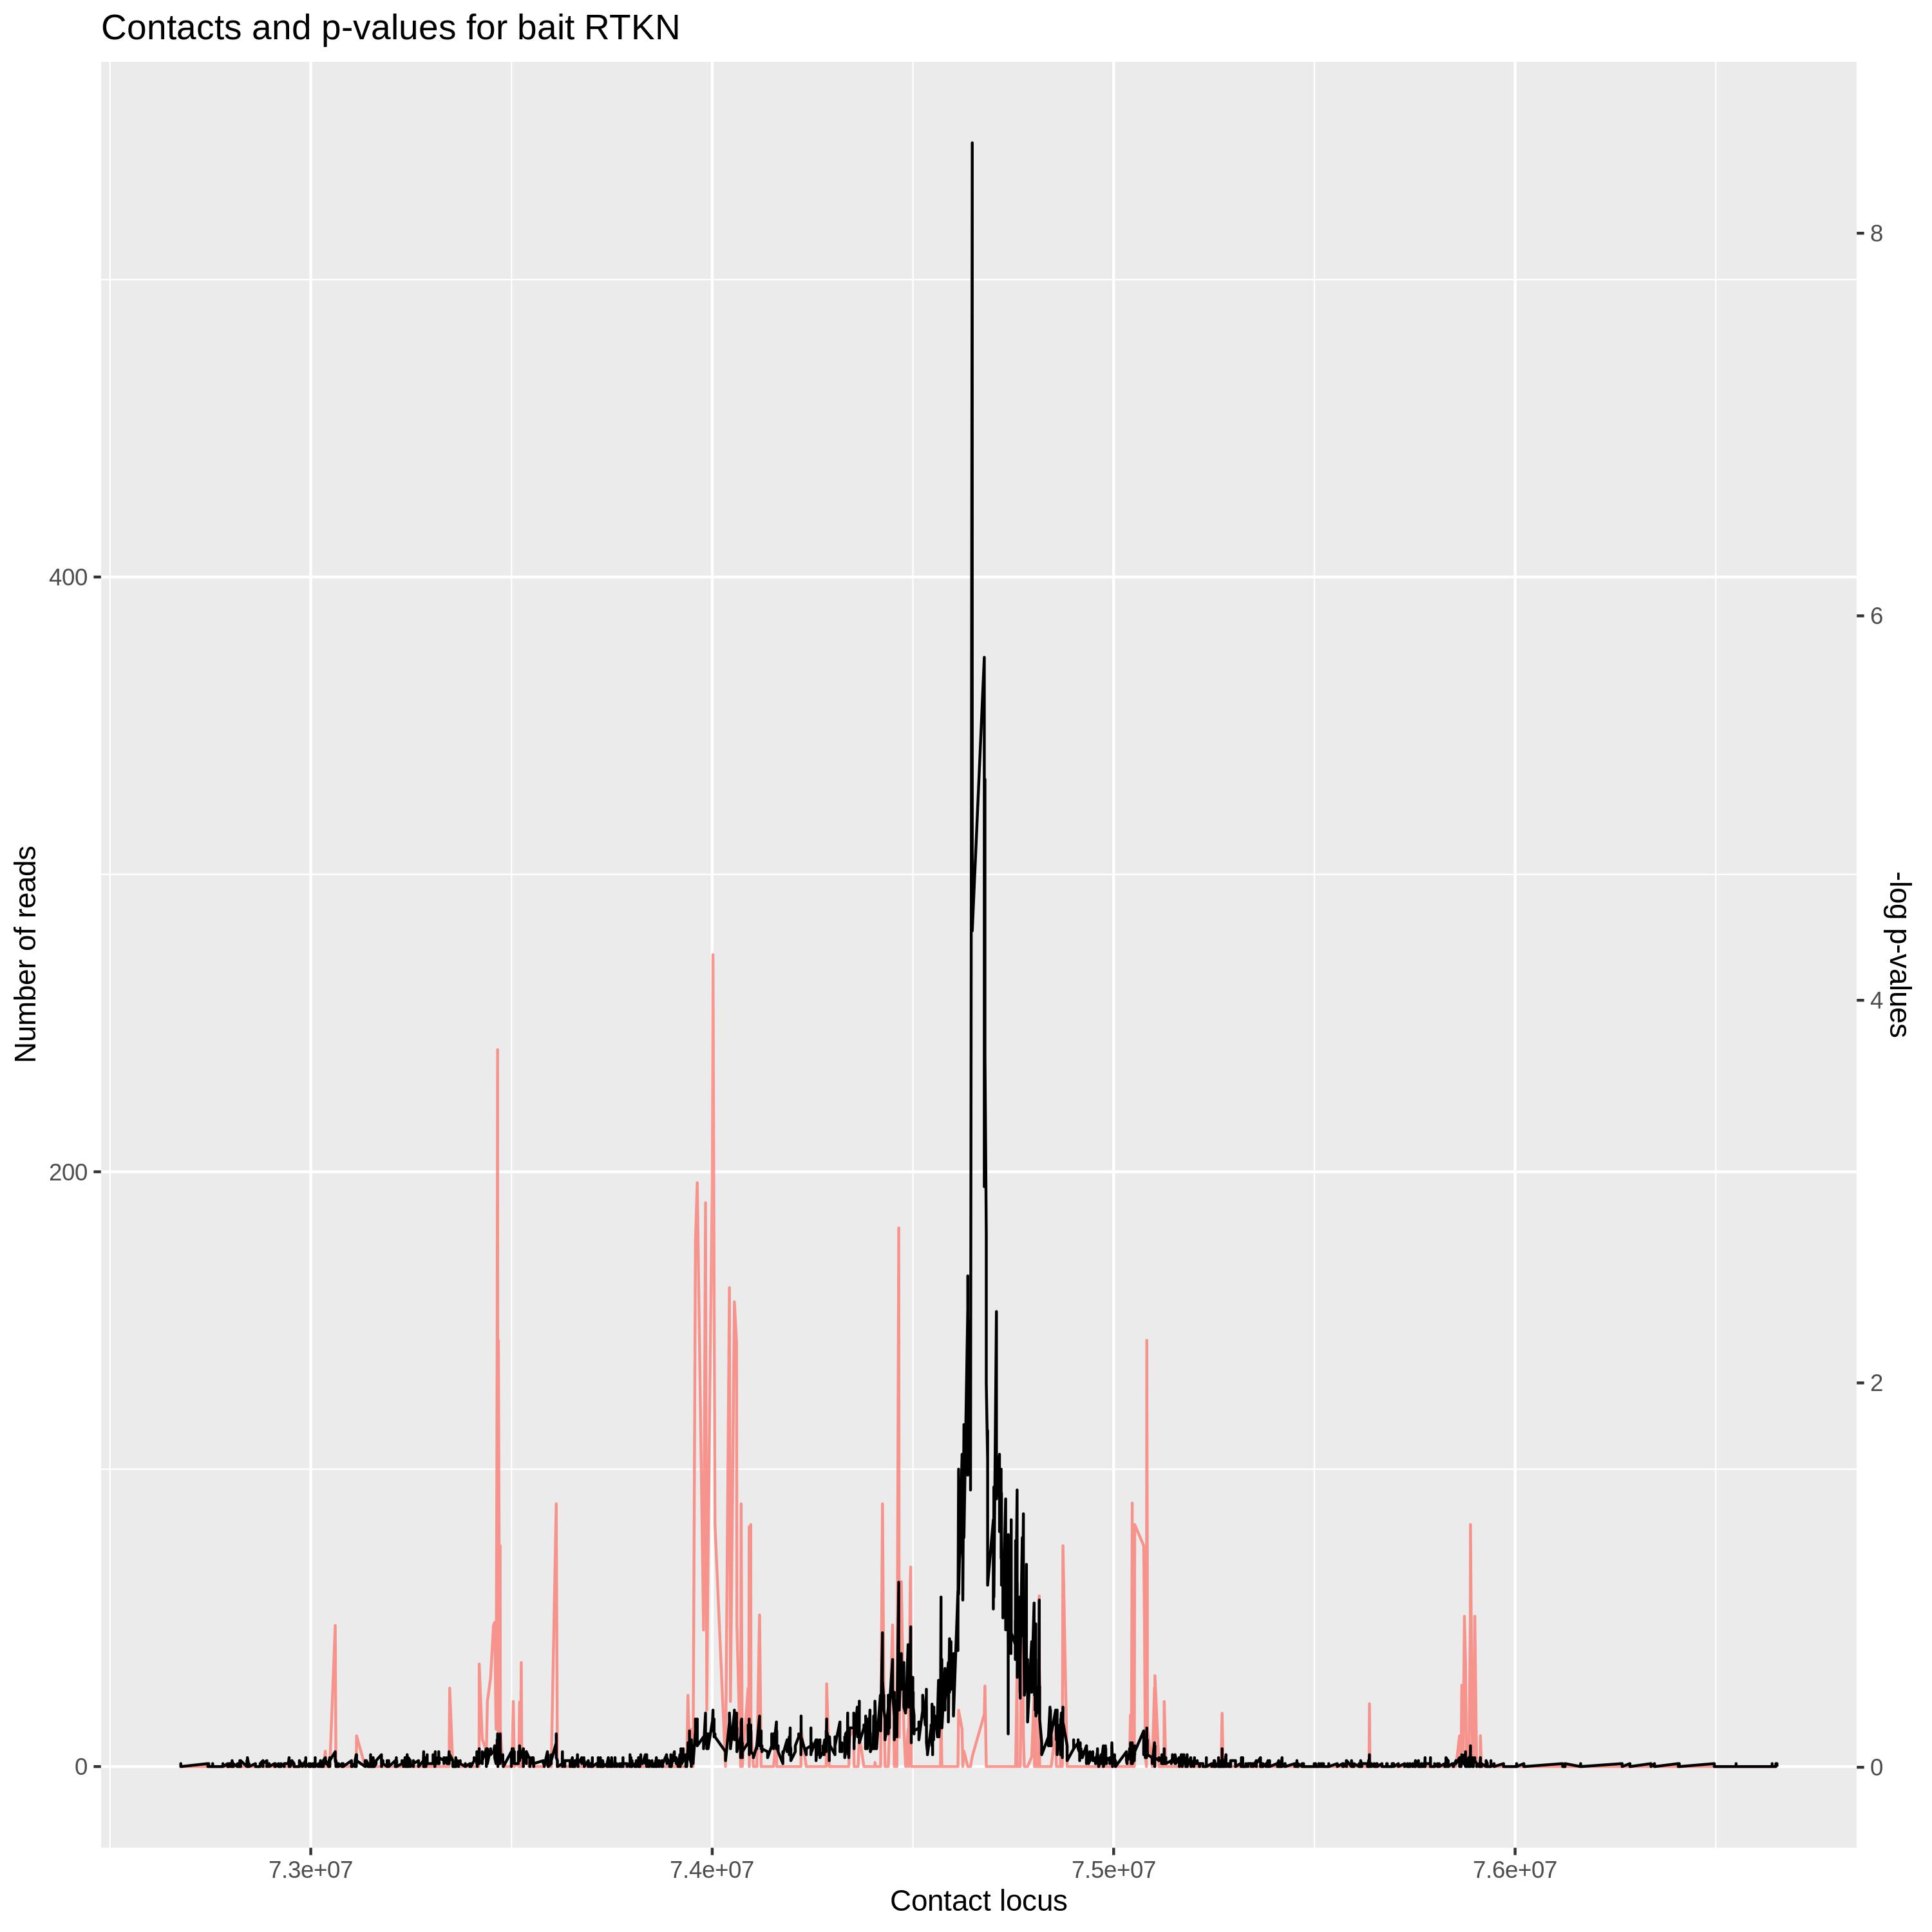 Contacts and p-values for bait RTKN
Number of reads
400
200
0
8
6
4
2
0
-log p-values
7.3e+07
7.4e+07
7.5e+07
7.6e+07
Contact locus